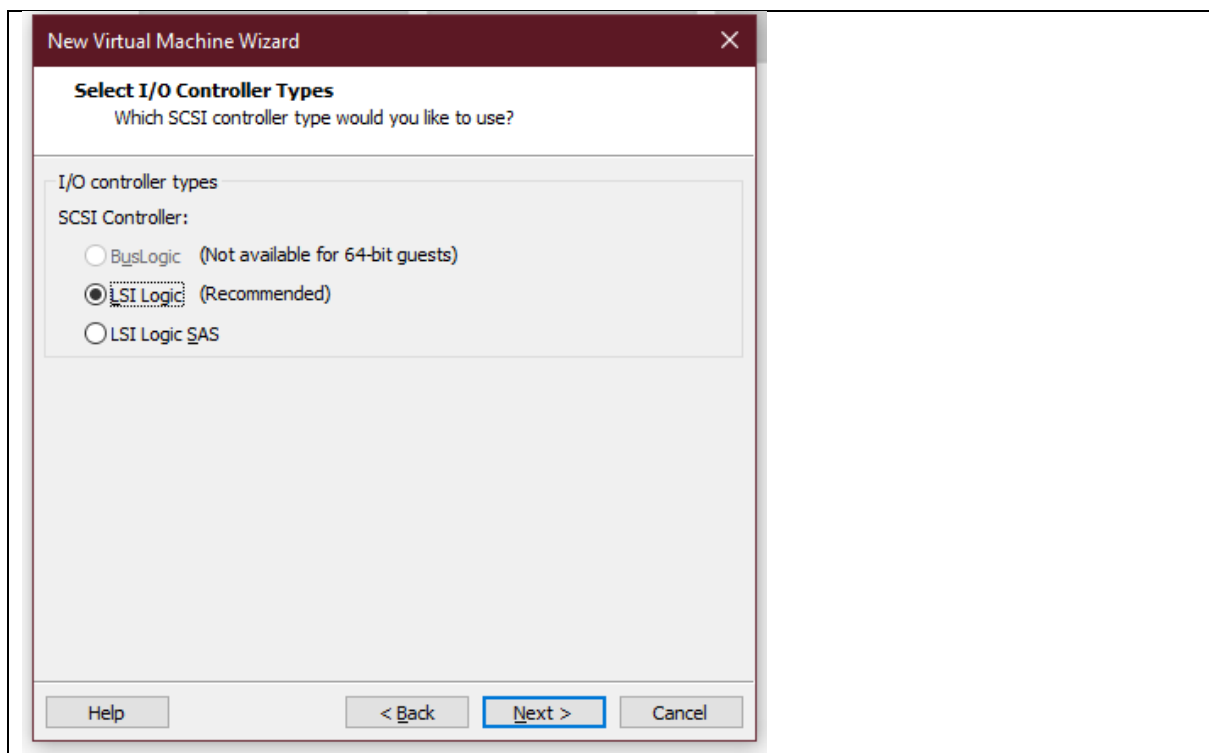 New Virtual Machine Wizard
Select I/O Controller Types
Which SCSI controller type would you like to use?
I/O controller types
SCSI Controller:
BusLogic (Not available for 64-bit guests)
LSI Logic (Recommended)
LSI Logic SAS
Help < Back Next > Cancel